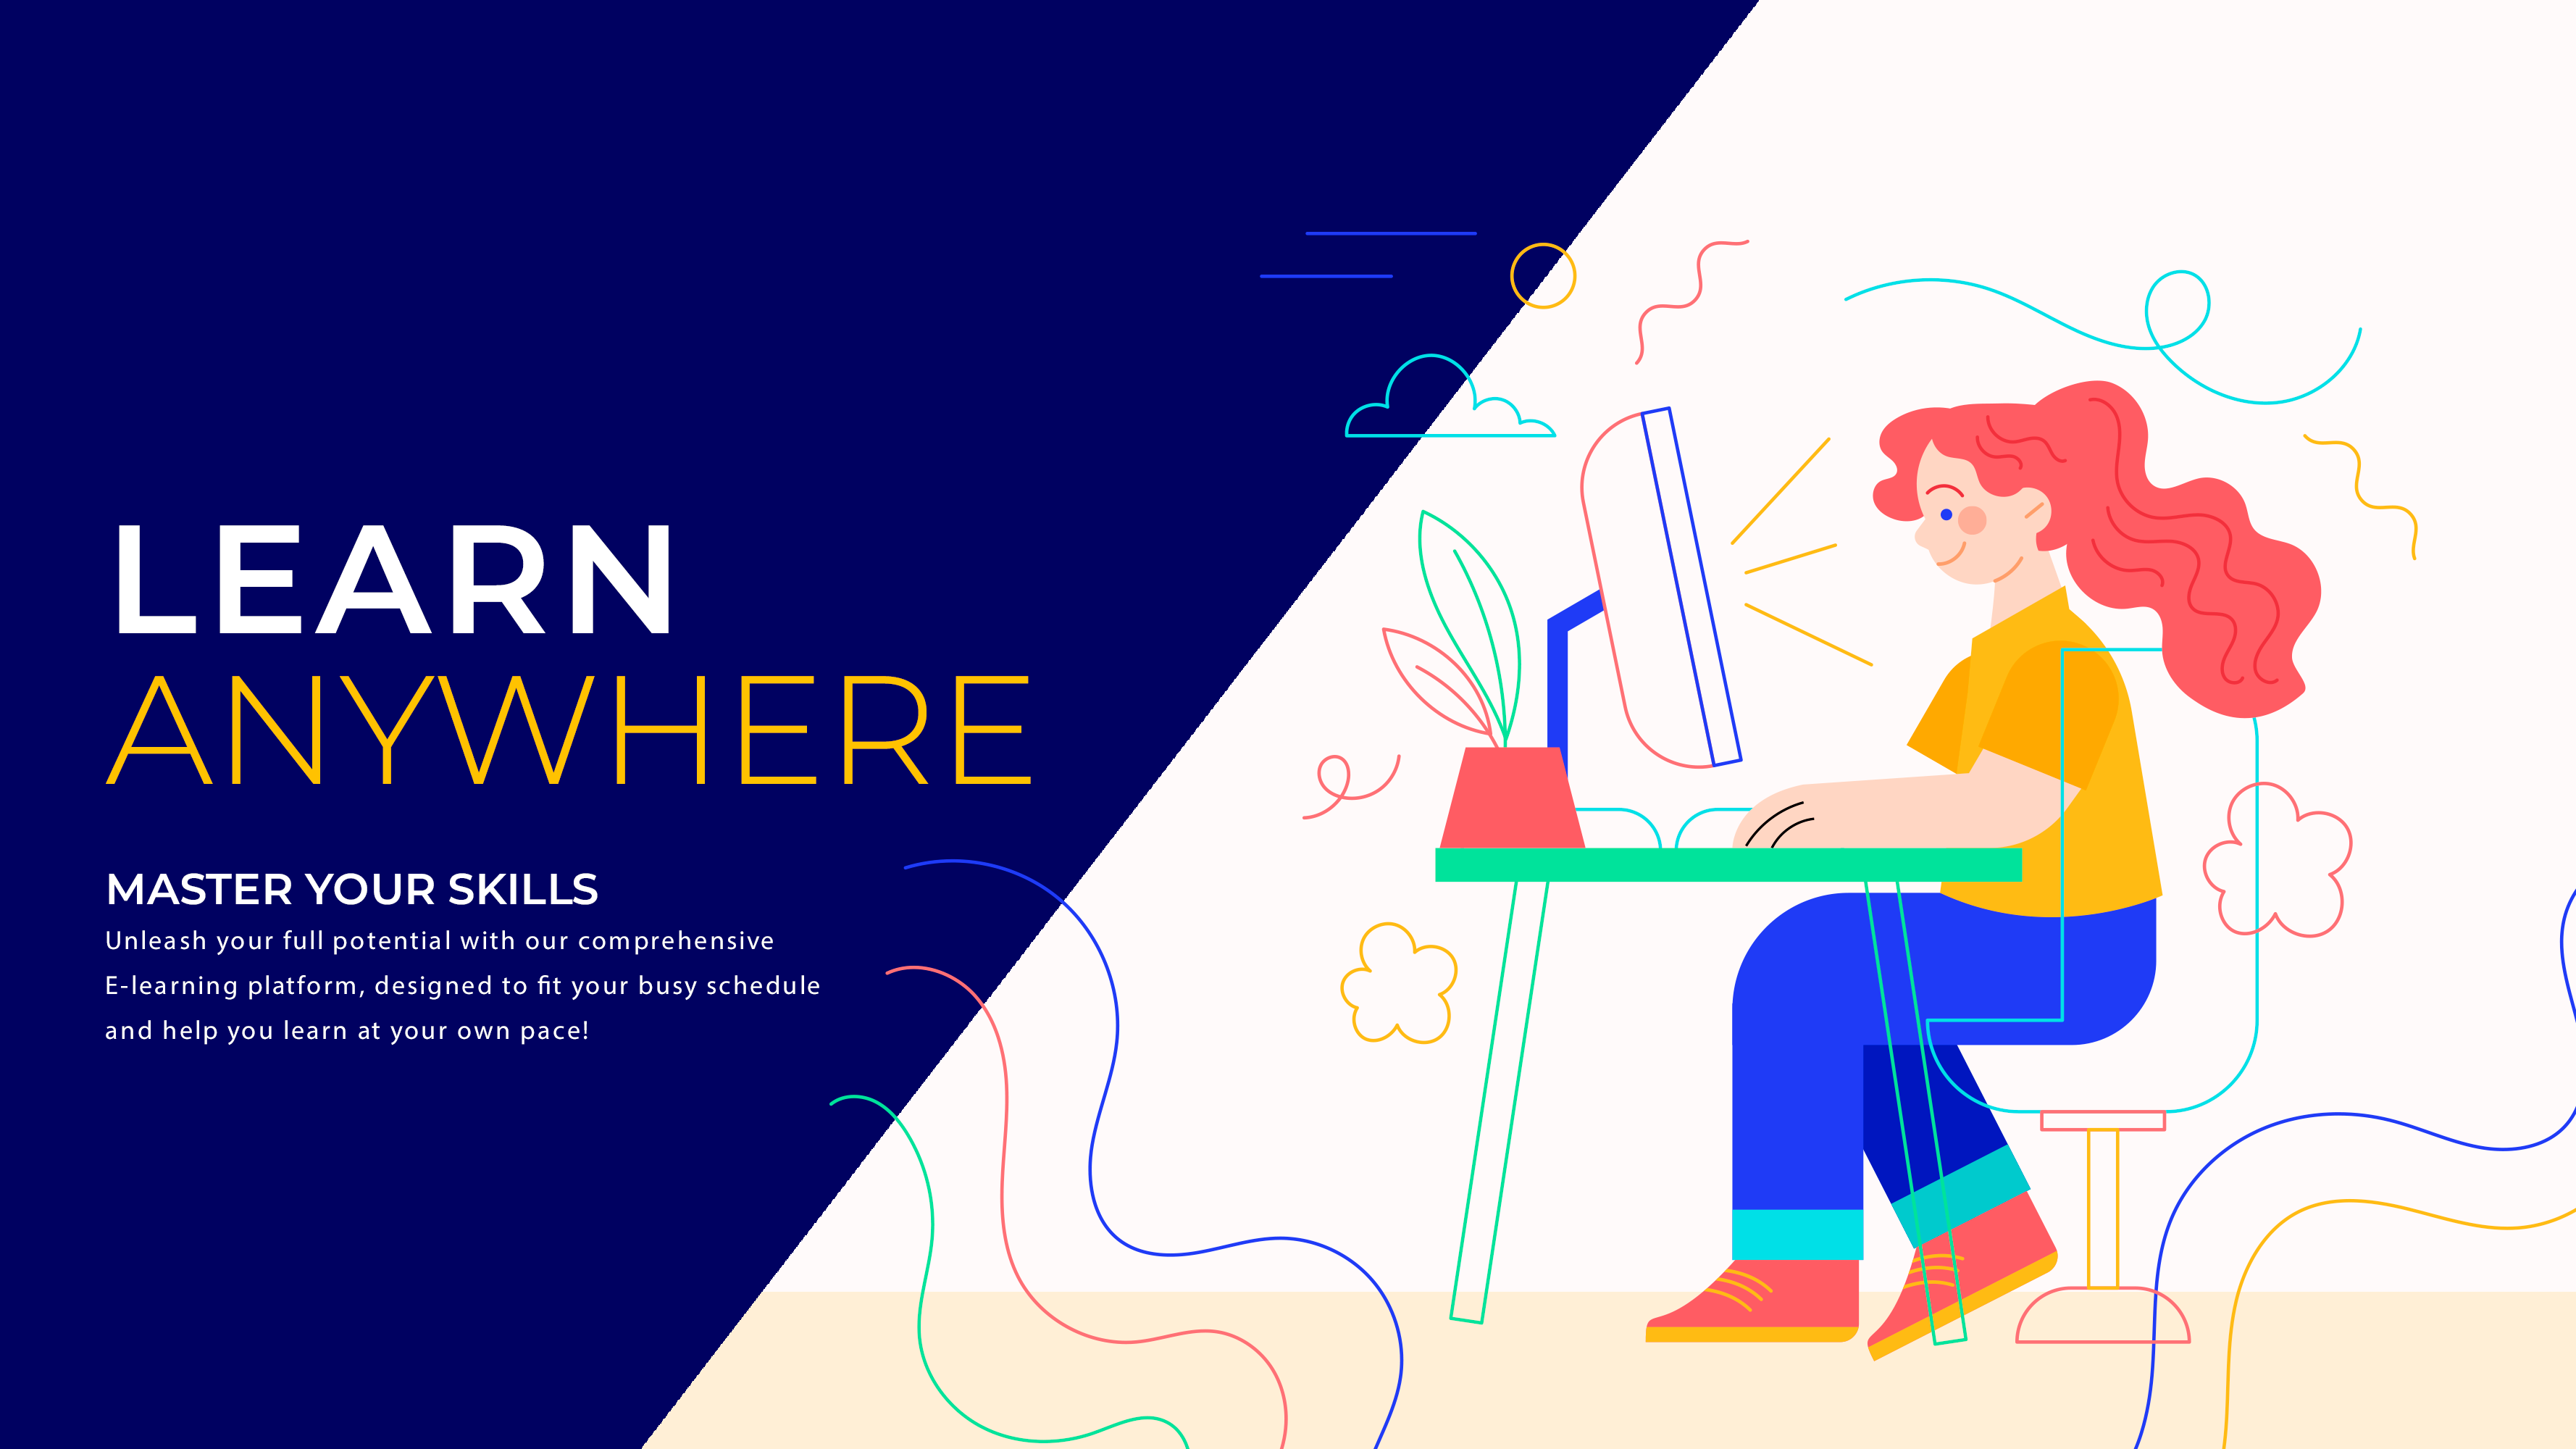 LEARN
ANYWHERE
MASTER YOUR SKILLS
Unleash your full potential with our comprehensive
E-learning platform, designed to fit your busy schedule
and help you learn at your own pace!